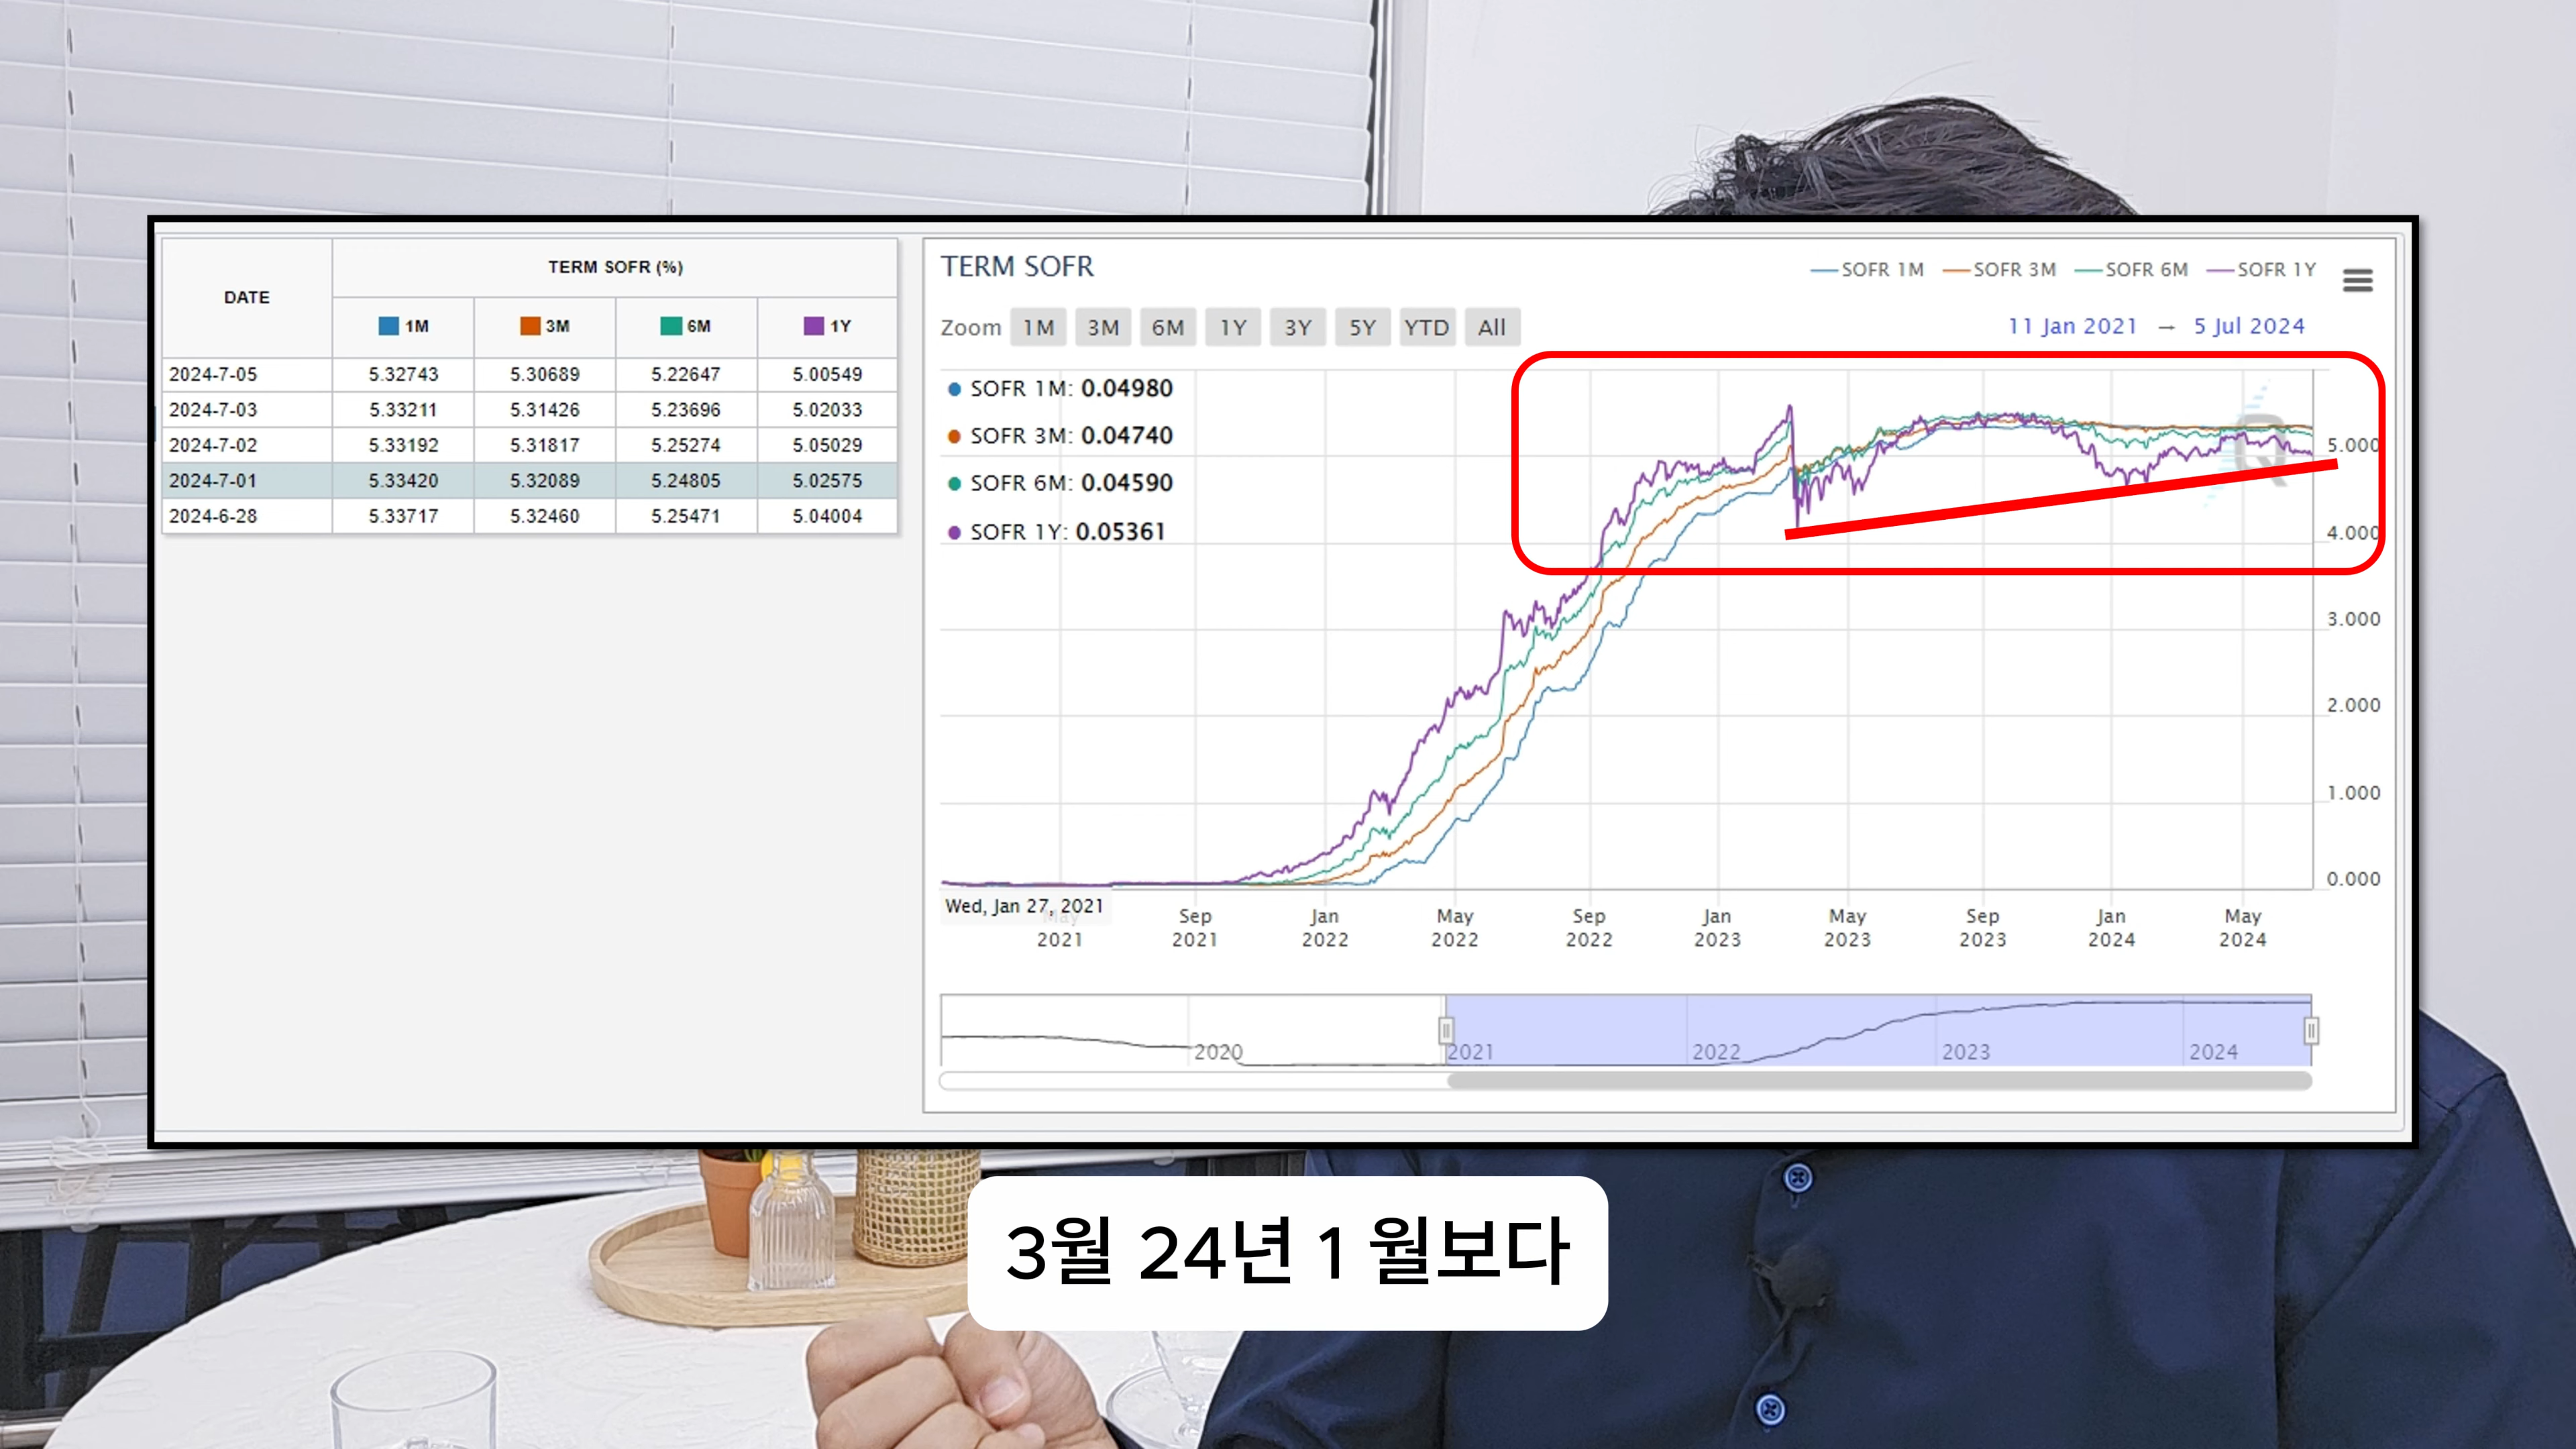 DATE
TERM SOFR (%)
1M 3M 6M 1Y
2024-7-05 5.32743 5.30689 5.22647 5.00549
2024-7-03 5.33211 5.31426 5.23696 5.02033
2024-7-02 5.33192 5.31817 5.25274 5.05029
2024-7-01 5.33420 5.32089 5.24805 5.02575
2024-6-28 5.33717 5.32460 5.25471 5.04004
TERM SOFR
SOFR 1M SOFR 3M SOFR 6M SOFR 1Y
Zoom 1M 3M 6M 1Y 3Y 5Y YTD All
11 Jan 2021 → 5 Jul 2024
SOFR 1M: 0.04980
SOFR 3M: 0.04740
SOFR 6M: 0.04590
SOFR 1Y: 0.05361
5.000
4.000
3.000
2.000
1.000
0.000
Wed, Jan 27, 2021
May Sep Jan May Sep Jan May Sep Jan May
2021 2021 2022 2022 2022 2023 2023 2023 2024 2024
2020 2021 2022 2023 2024
3월 24년 1 월보다